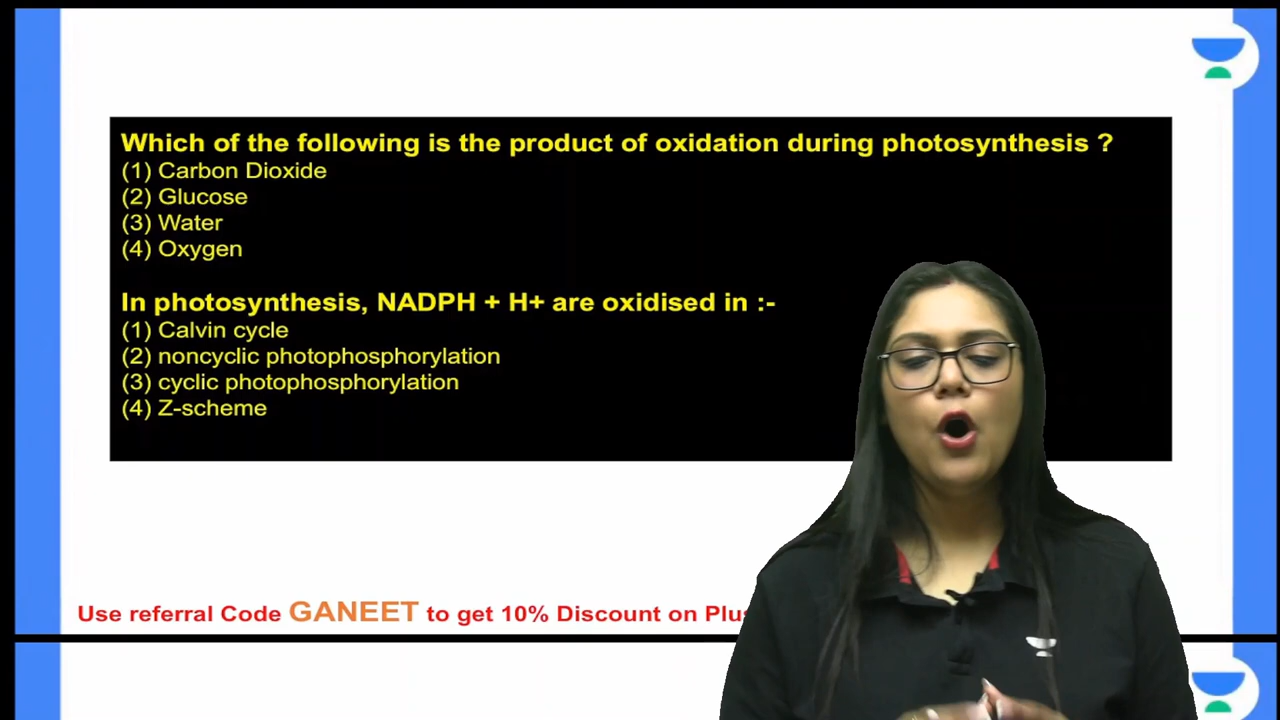 Which of the following is the product of oxidation during photosynthesis ?
(1) Carbon Dioxide
(2) Glucose
(3) Water
(4) Oxygen
In photosynthesis, NADPH + H+ are oxidised in :-
(1) Calvin cycle
(2) noncyclic photophosphorylation
(3) cyclic photophosphorylation
(4) Z-scheme
Use referral Code GANEET to get 10% Discount on Plus